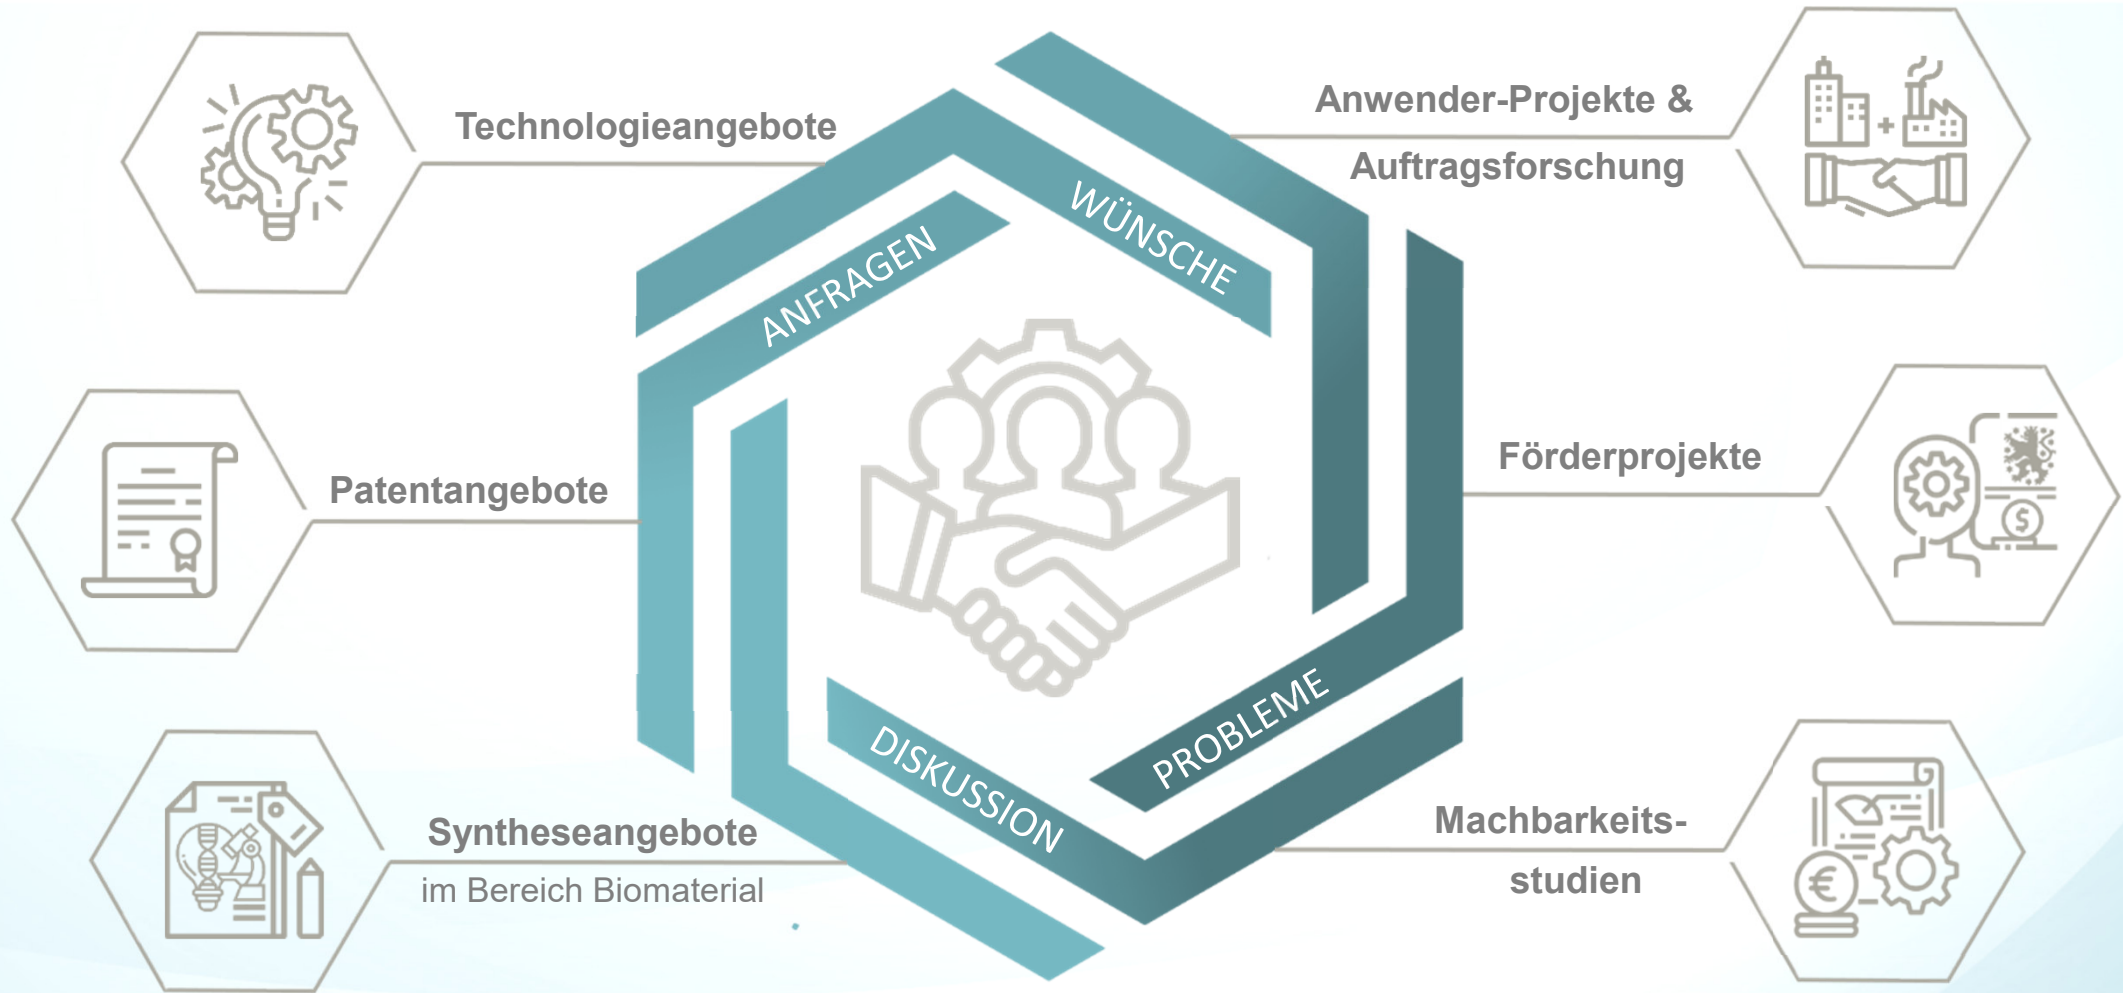 Technologieangebote
Patentangebote
Syntheseangebote
im Bereich Biomaterial
ANFRAGEN
WÜNSCHE
DISKUSSION
PROBLEME
Anwender-Projekte &
Auftragsforschung
Förderprojekte
Machbarkeits-
studien